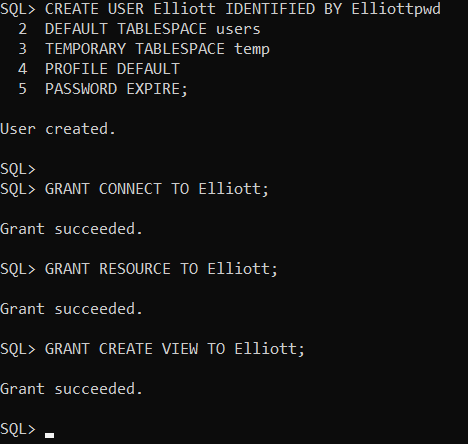 SQL> CREATE USER Elliott IDENTIFIED BY Elliottpwd
  2  DEFAULT TABLESPACE users
  3  TEMPORARY TABLESPACE temp
  4  PROFILE DEFAULT
  5  PASSWORD EXPIRE;
User created.
SQL>
SQL> GRANT CONNECT TO Elliott;
Grant succeeded.
SQL> GRANT RESOURCE TO Elliott;
Grant succeeded.
SQL> GRANT CREATE VIEW TO Elliott;
Grant succeeded.
SQL>